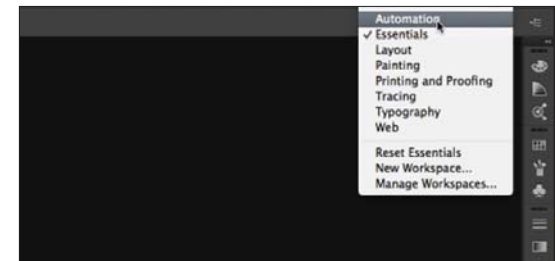 Automation
✓ Essentials
Layout
Painting
Printing and Proofing
Tracing
Typography
Web
Reset Essentials
New Workspace...
Manage Workspaces...